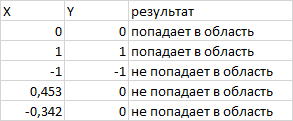 X Y результат
0 0 попадает в область
1 1 попадает в область
-1 -1 не попадает в область
0,453 0 не попадает в область
-0,342 0 не попадает в область